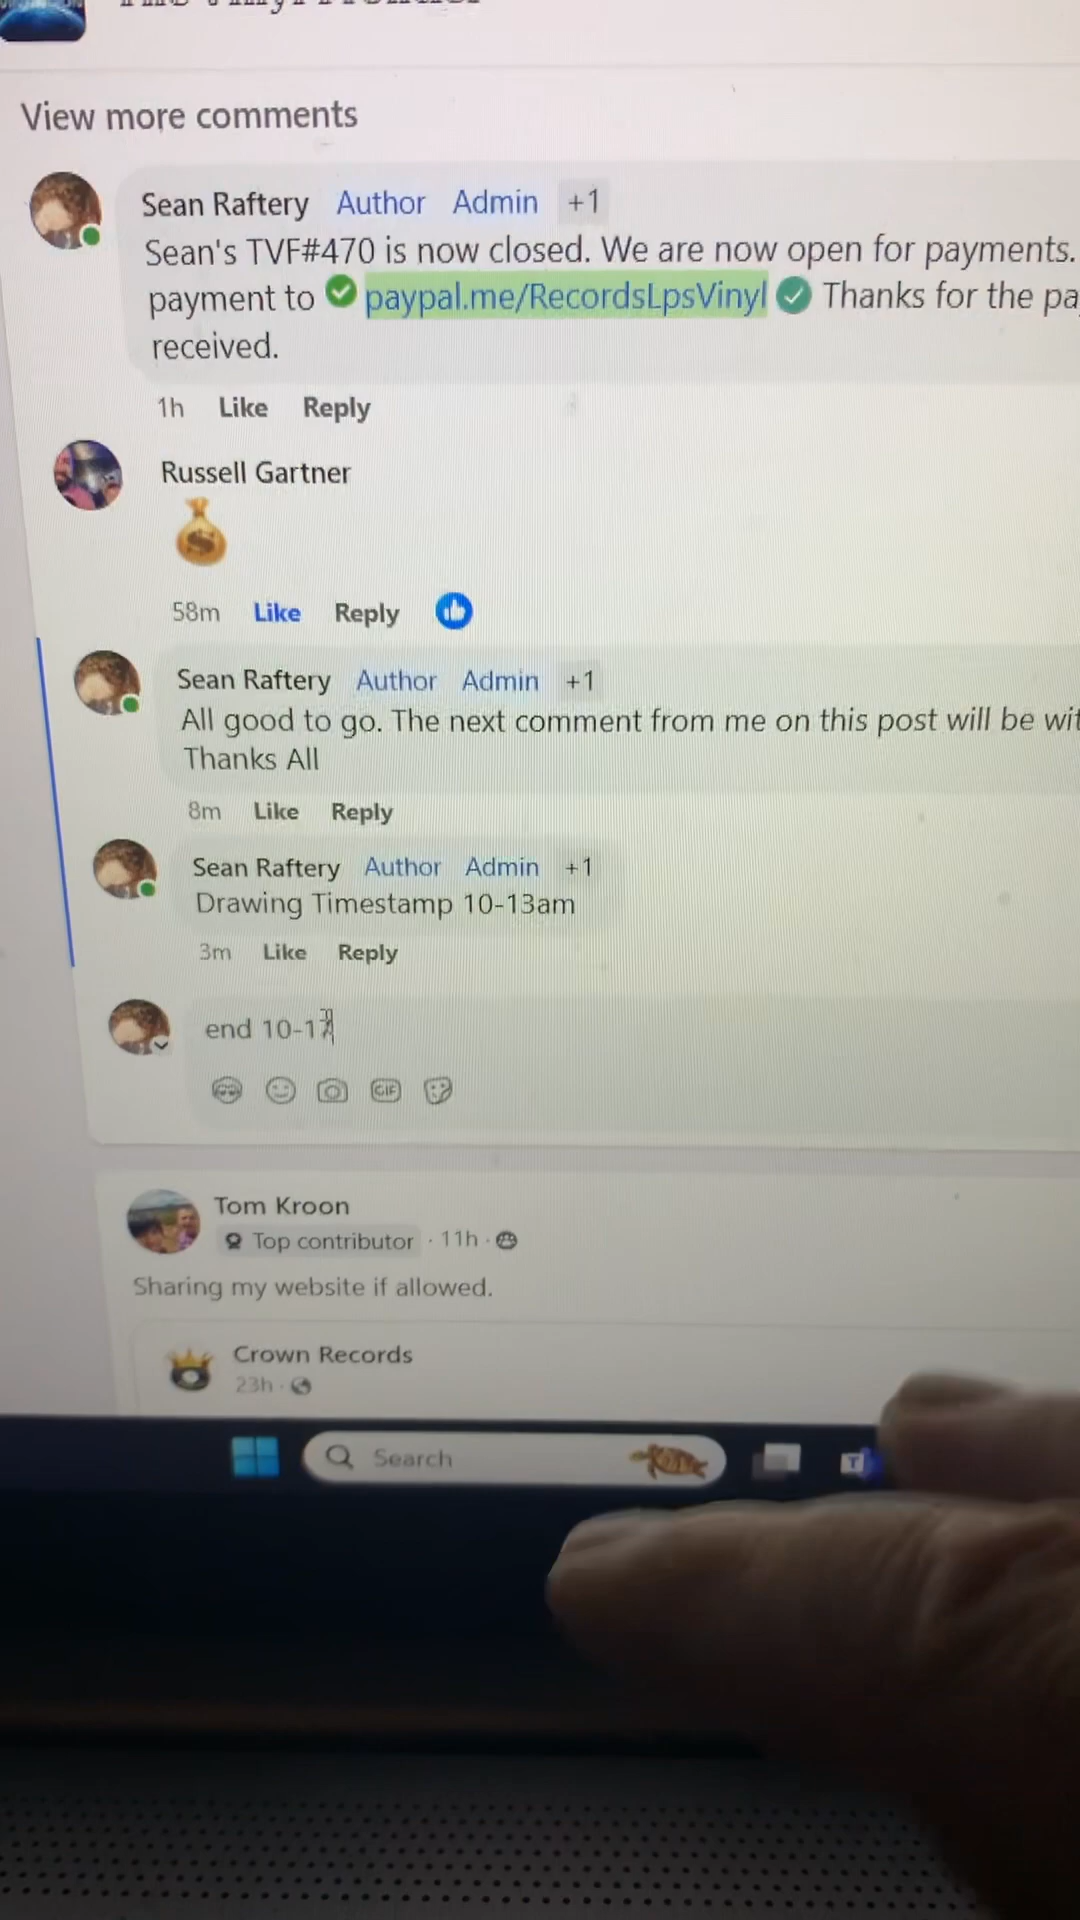 View more comments
Sean Raftery Author Admin +1
Sean's TVF#470 is now closed. We are now open for payments.
payment to paypal.me/RecordsLpsVinyl Thanks for the
received.
1h Like Reply
Russell Gartner
58m Like Reply
Sean Raftery Author Admin +1
All good to go. The next comment from me on this post will be
Thanks All
8m Like Reply
Sean Raftery Author Admin +1
Drawing Timestamp 10-13am
3m Like Reply
end 10-17
GIF
Tom Kroon
Top contributor · 11h ·
Sharing my website if allowed.
Crown Records
23h ·
Search
T